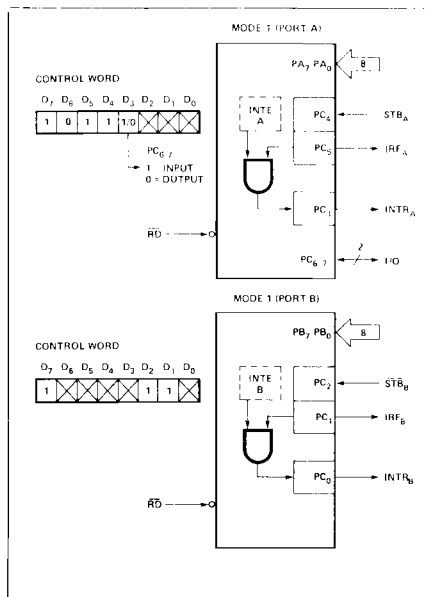 MODE 1 (PORT A)
PA7 PA0
8
CONTROL WORD
D7 D6 D5 D4 D3 D2 D1 D0
1 0 1 1 1/0
PC6 7
1 INPUT
0 = OUTPUT
INTE
A
PC4
STBA
PC5
IBFA
PC3
INTRA
RD
PC6 7
2
I/O
MODE 1 (PORT B)
PB7 PB0
8
CONTROL WORD
D7 D6 D5 D4 D3 D2 D1 D0
1 1 1
INTE
B
PC2
STBB
PC1
IBFB
PC0
INTRB
RD